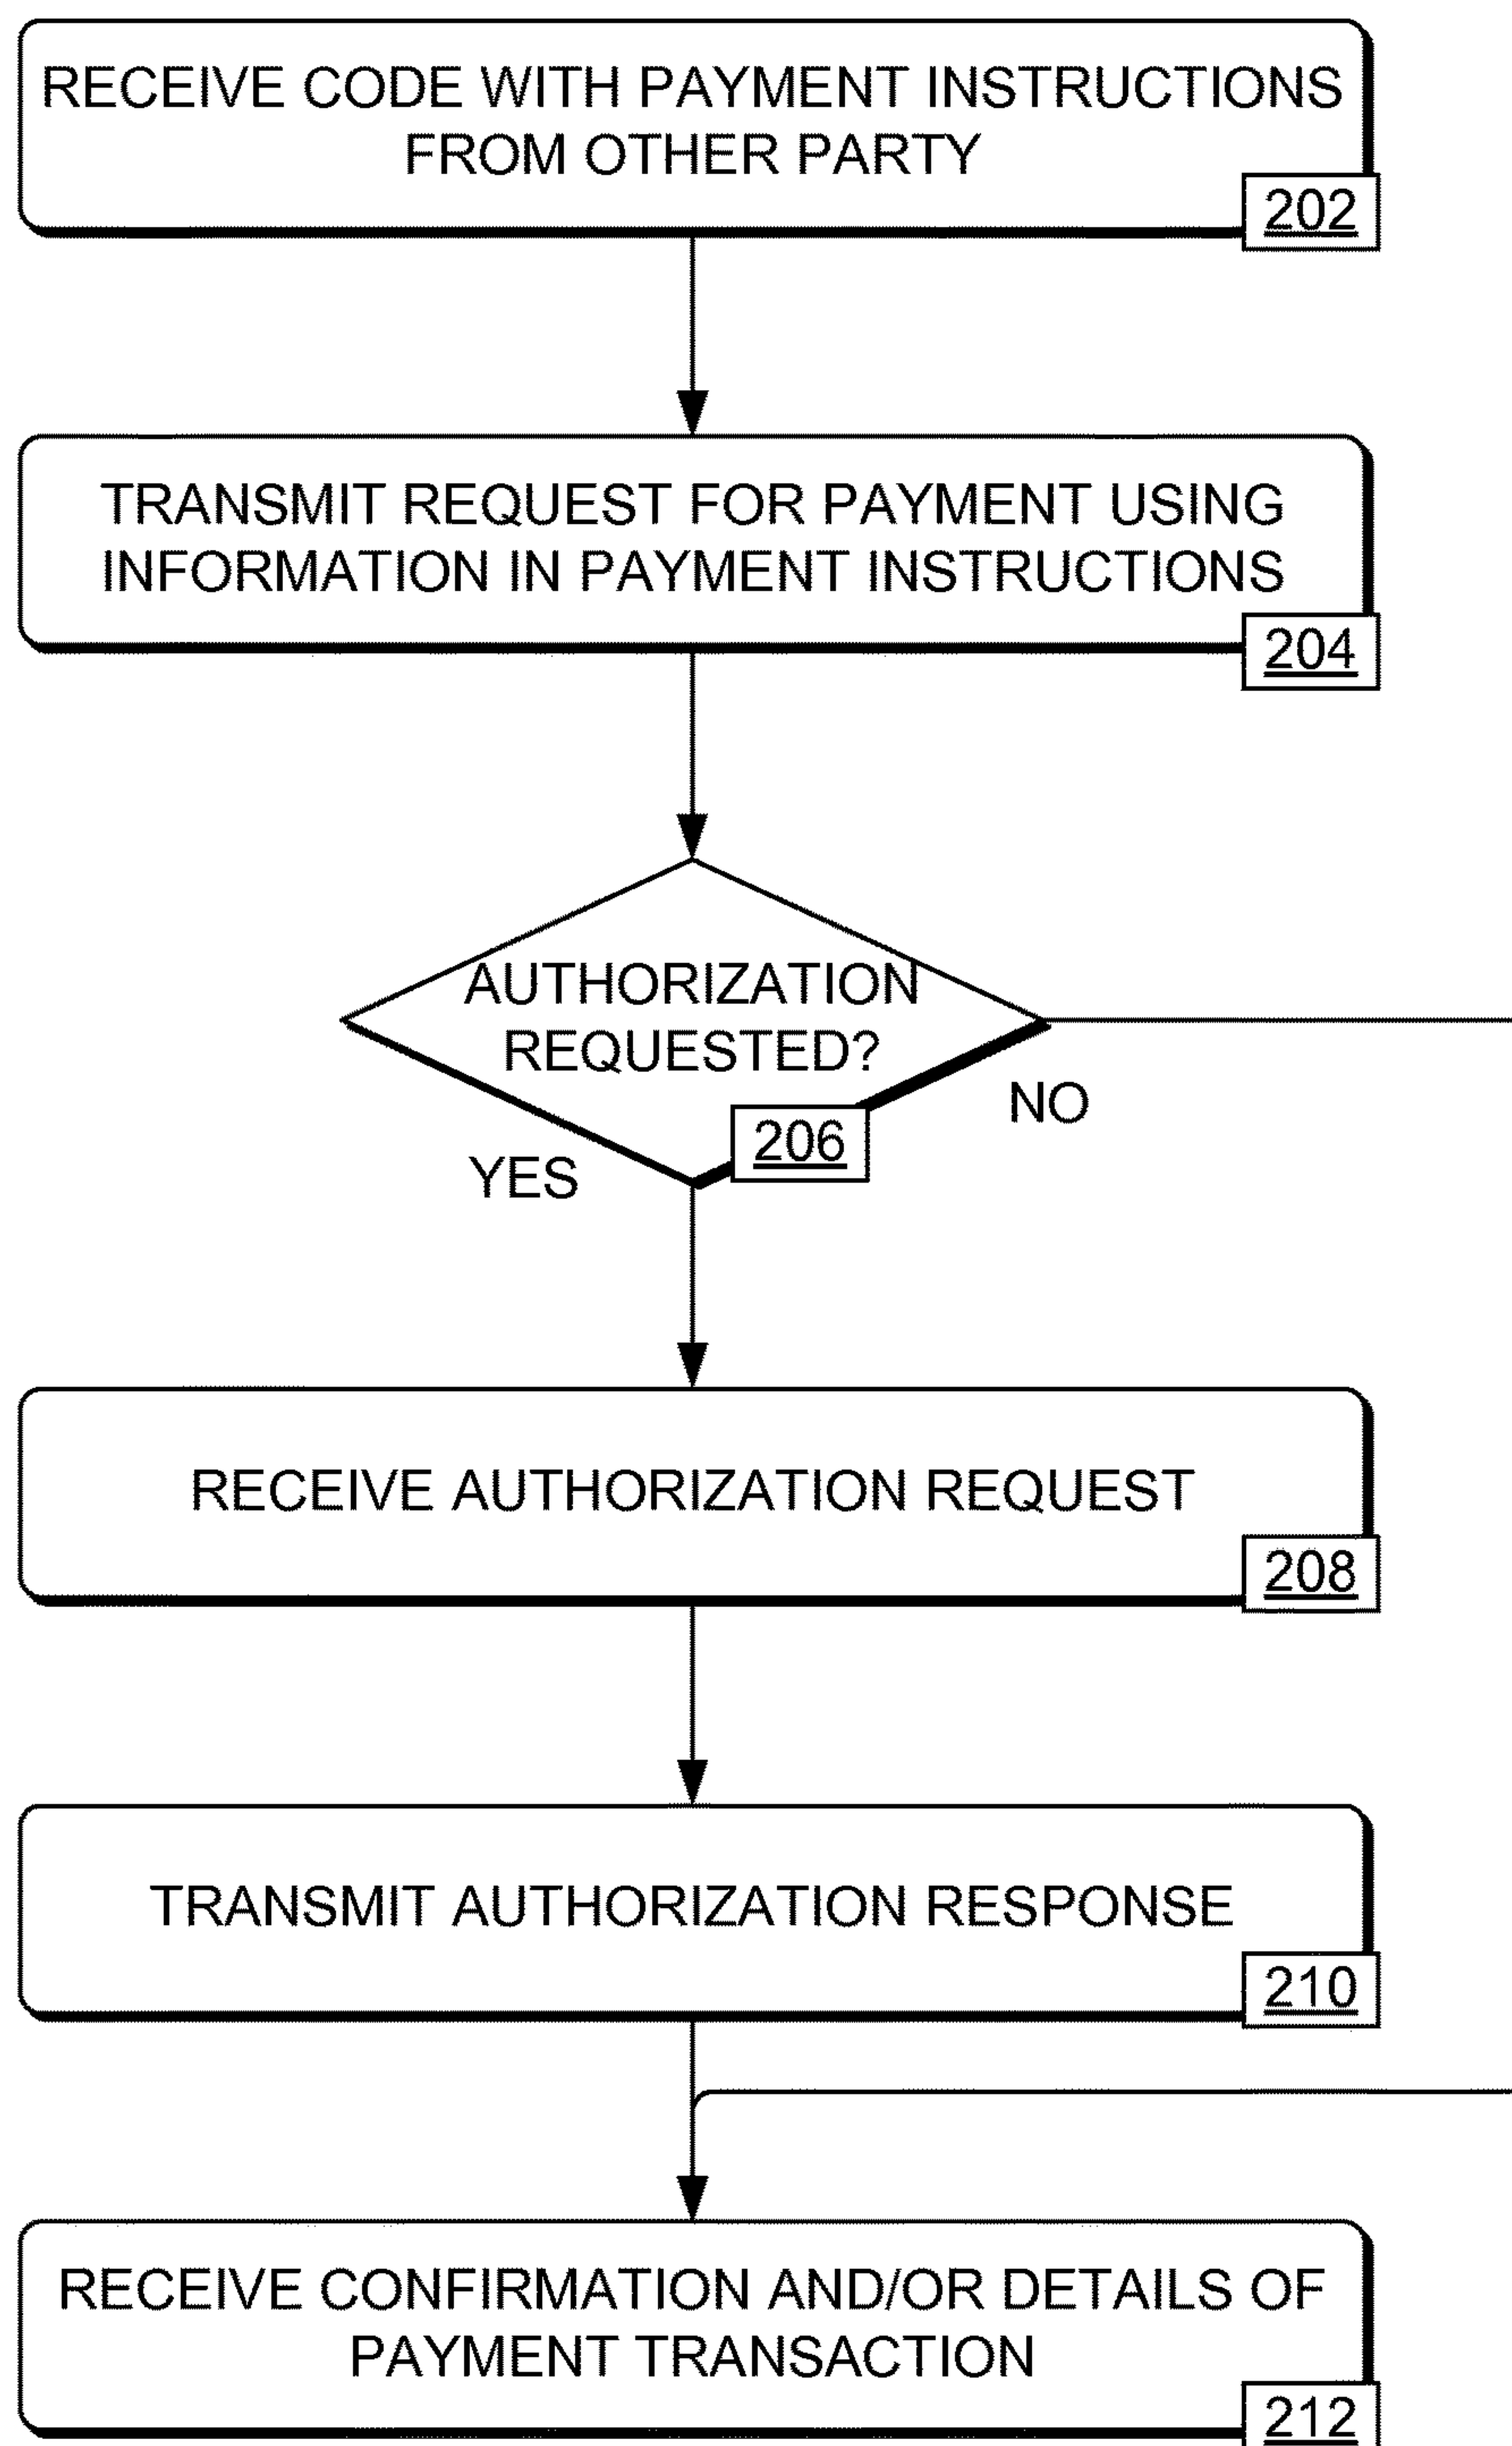 RECEIVE CODE WITH PAYMENT INSTRUCTIONS
FROM OTHER PARTY
202
TRANSMIT REQUEST FOR PAYMENT USING
INFORMATION IN PAYMENT INSTRUCTIONS
204
AUTHORIZATION
REQUESTED?
NO
206
YES
RECEIVE AUTHORIZATION REQUEST
208
TRANSMIT AUTHORIZATION RESPONSE
210
RECEIVE CONFIRMATION AND/OR DETAILS OF
PAYMENT TRANSACTION
212